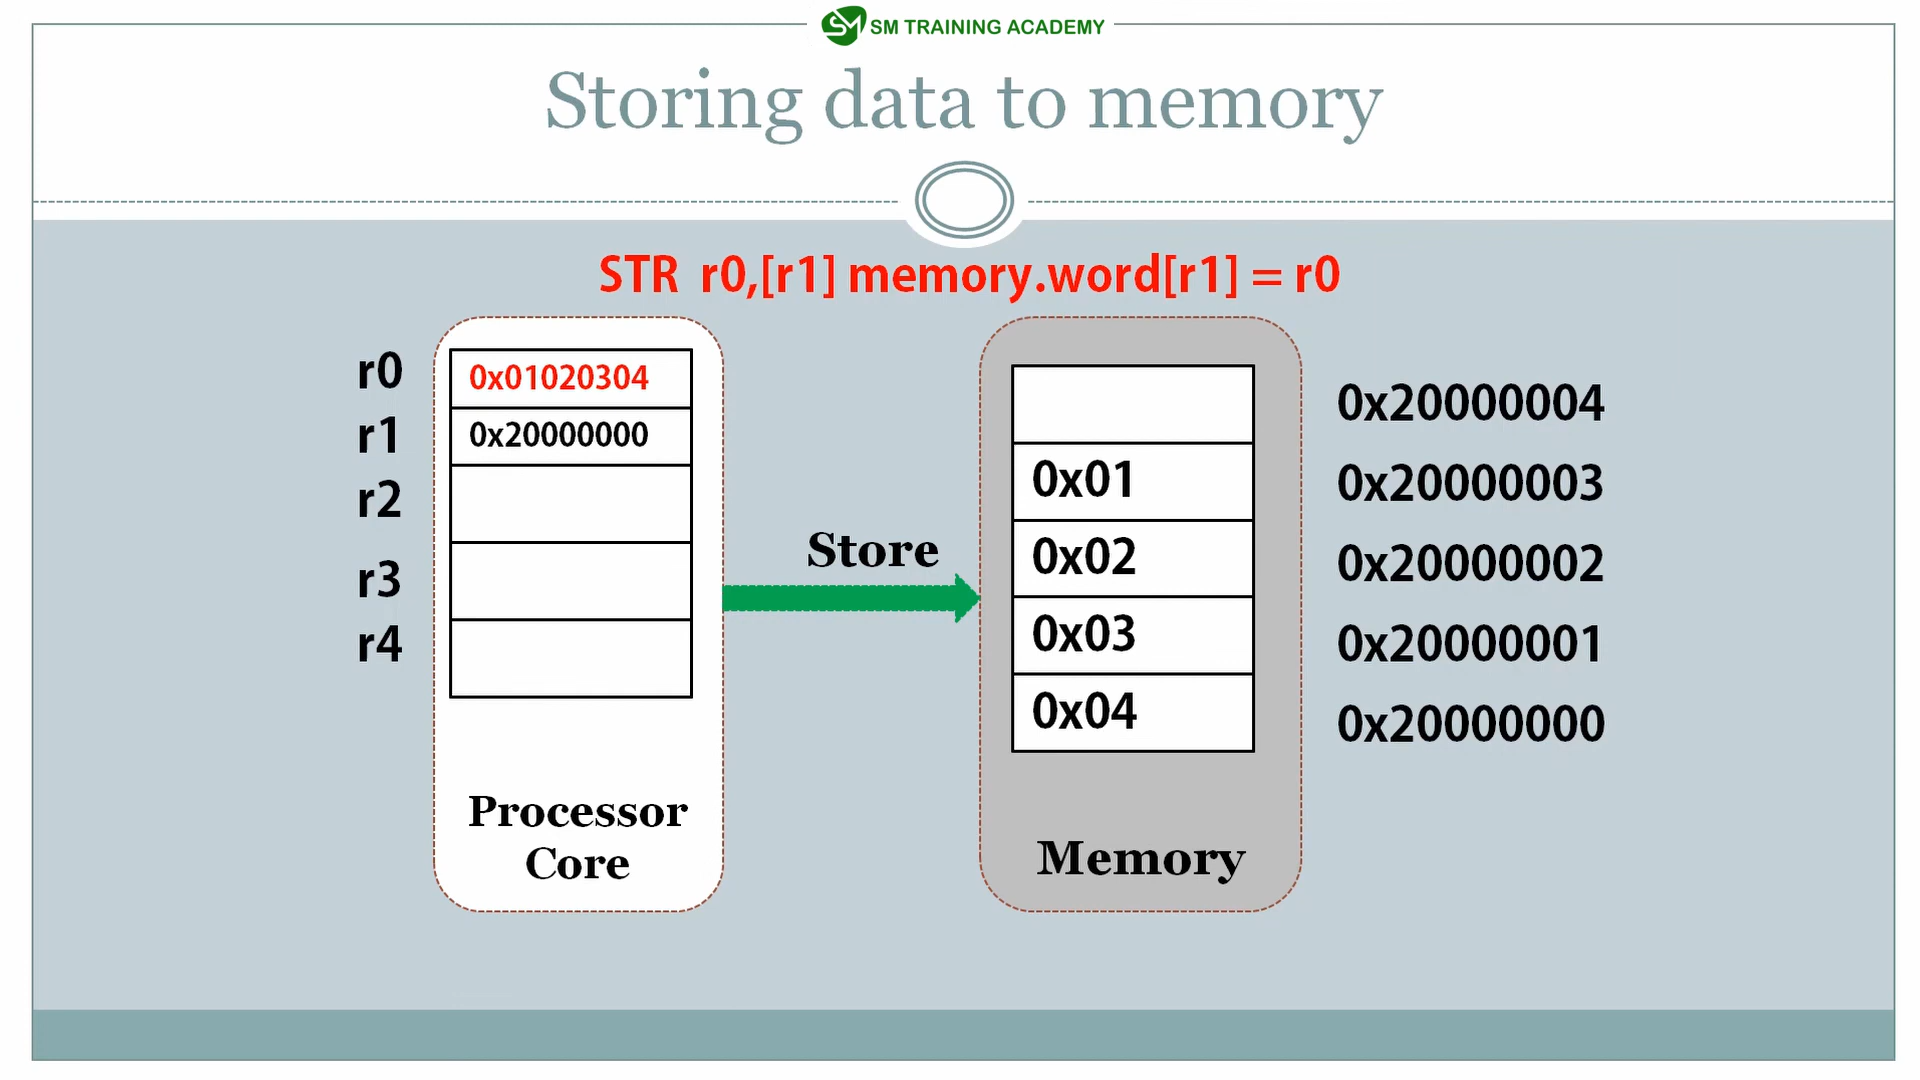 SM TRAINING ACADEMY
Storing data to memory
STR r0,[r1] memory.word[r1] = r0
r0
r1
r2
r3
r4
0x01020304
0x20000000
Processor
Core
Store
0x01
0x02
0x03
0x04
Memory
0x20000004
0x20000003
0x20000002
0x20000001
0x20000000